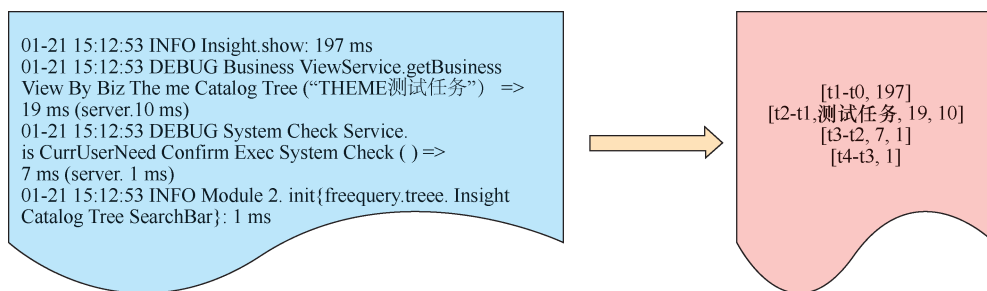 01-21 15:12:53 INFO Insight.show: 197 ms
01-21 15:12:53 DEBUG Business ViewService.getBusiness
View By Biz The me Catalog Tree (“THEME测试任务”) =>
19 ms (server.10 ms)
01-21 15:12:53 DEBUG System Check Service.
is CurrUserNeed Confirm Exec System Check ( ) =>
7 ms (server. 1 ms)
01-21 15:12:53 INFO Module 2. init{freequery.treee. Insight
Catalog Tree SearchBar}: 1 ms
[t1-t0, 197]
[t2-t1,测试任务, 19, 10]
[t3-t2, 7, 1]
[t4-t3, 1]